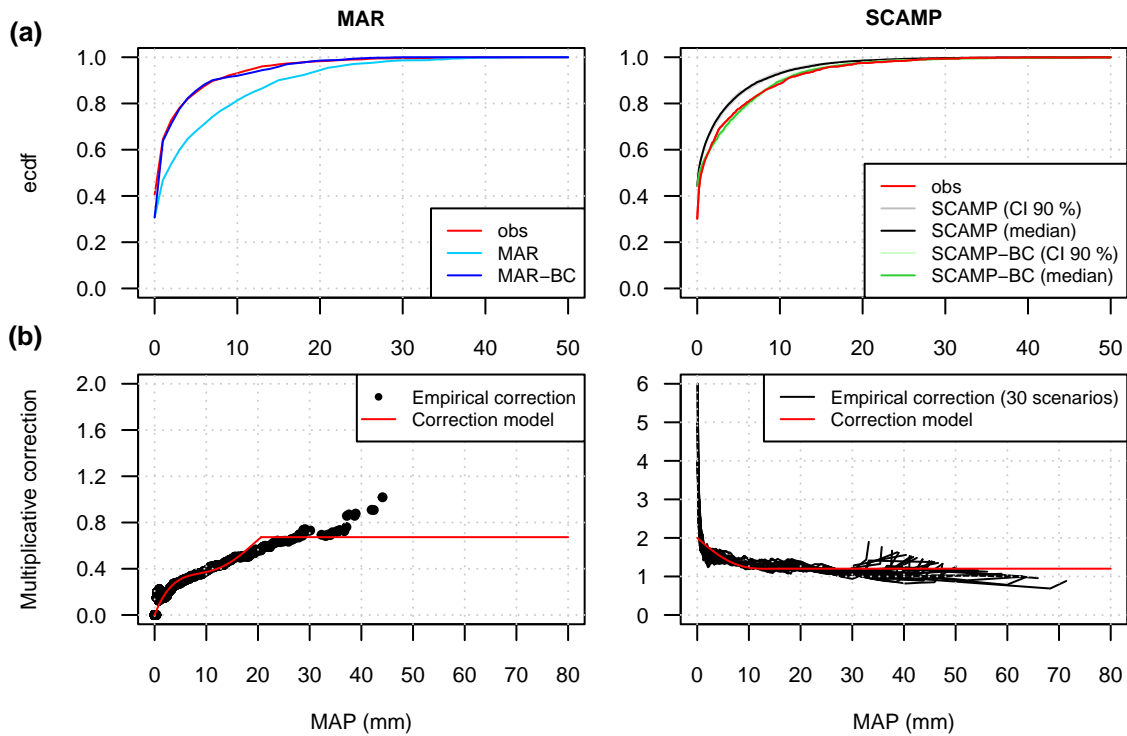 MAR
SCAMP
(a)
ecdf
1.0
0.8
0.6
0.4
0.2
0.0
obs
MAR
MAR−BC
0 10 20 30 40 50
1.0
0.8
0.6
0.4
0.2
0.0
obs
SCAMP (CI 90 %)
SCAMP (median)
SCAMP−BC (CI 90 %)
SCAMP−BC (median)
0 10 20 30 40 50
(b)
Multiplicative correction
2.0
1.6
1.2
0.8
0.4
0.0
Empirical correction
Correction model
0 10 20 30 40 50 60 70 80
MAP (mm)
6
5
4
3
2
1
0
Empirical correction (30 scenarios)
Correction model
0 10 20 30 40 50 60 70 80
MAP (mm)